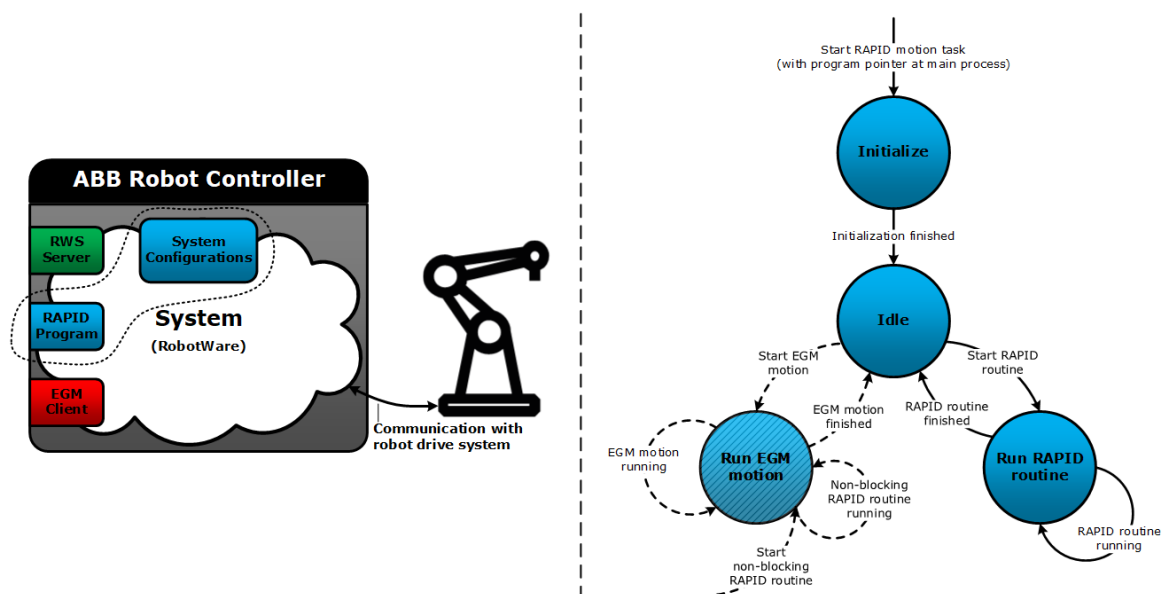 ABB Robot Controller
RWS
Server
System
Configurations
RAPID
Program
System
(RobotWare)
EGM
Client
Communication with
robot drive system
Start RAPID motion task
(with program pointer at main process)
Initialize
Initialization finished
Idle
Start EGM
motion
Start RAPID
routine
EGM motion
finished
RAPID routine
finished
EGM motion
running
Run EGM
motion
Non-blocking
RAPID routine
running
Run RAPID
routine
RAPID routine
running
Start
non-blocking
RAPID routine